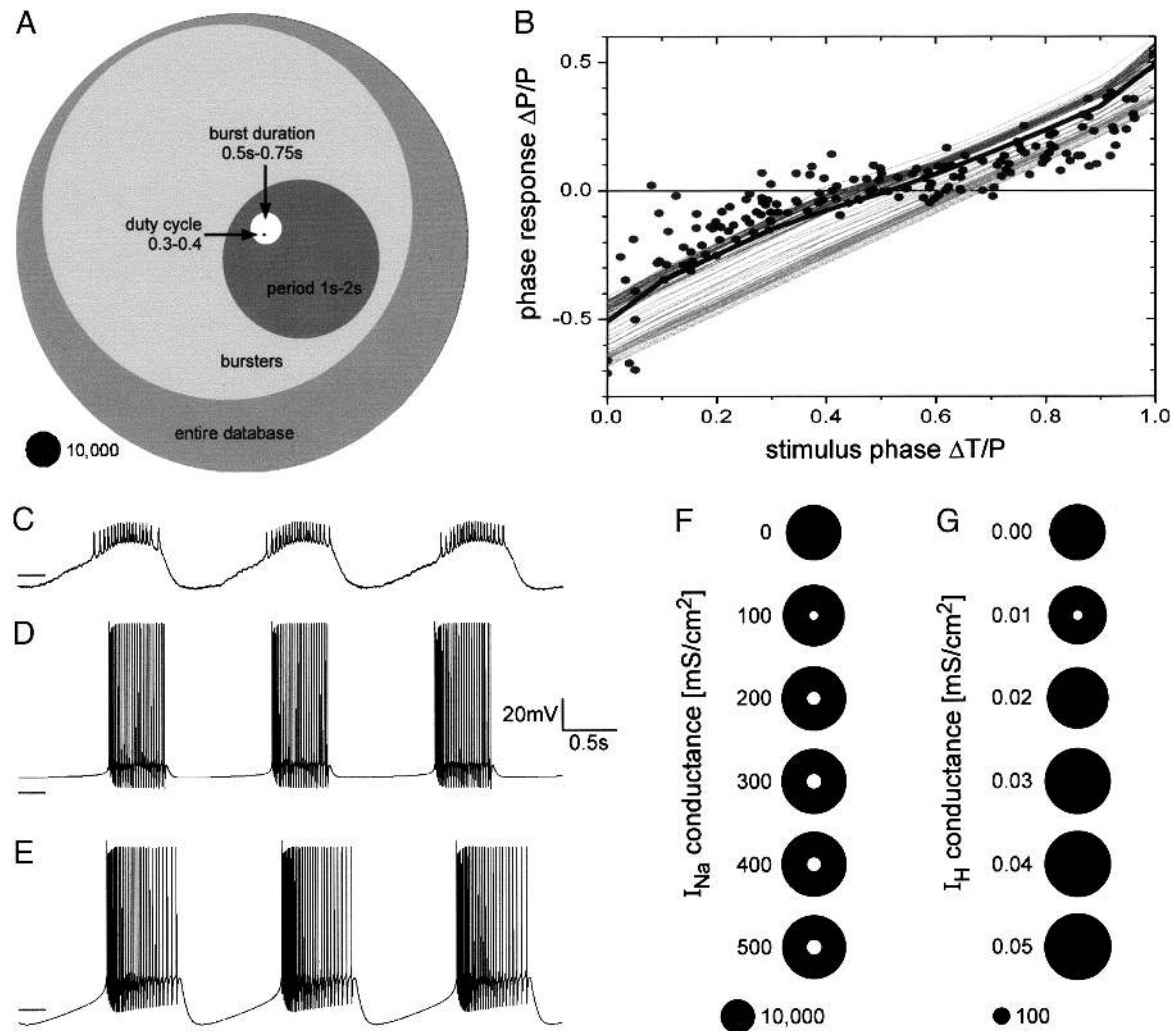 A
burst duration
0.5s-0.75s
duty cycle
0.3-0.4
period 1s-2s
bursters
entire database
10,000
B
phase response ΔP/P
0.5
0.0
-0.5
0.0 0.2 0.4 0.6 0.8 1.0
stimulus phase ΔT/P
C
D
20mV
0.5s
E
F
I_Na conductance [mS/cm²]
0
100
200
300
400
500
10,000
G
I_H conductance [mS/cm²]
0.00
0.01
0.02
0.03
0.04
0.05
100